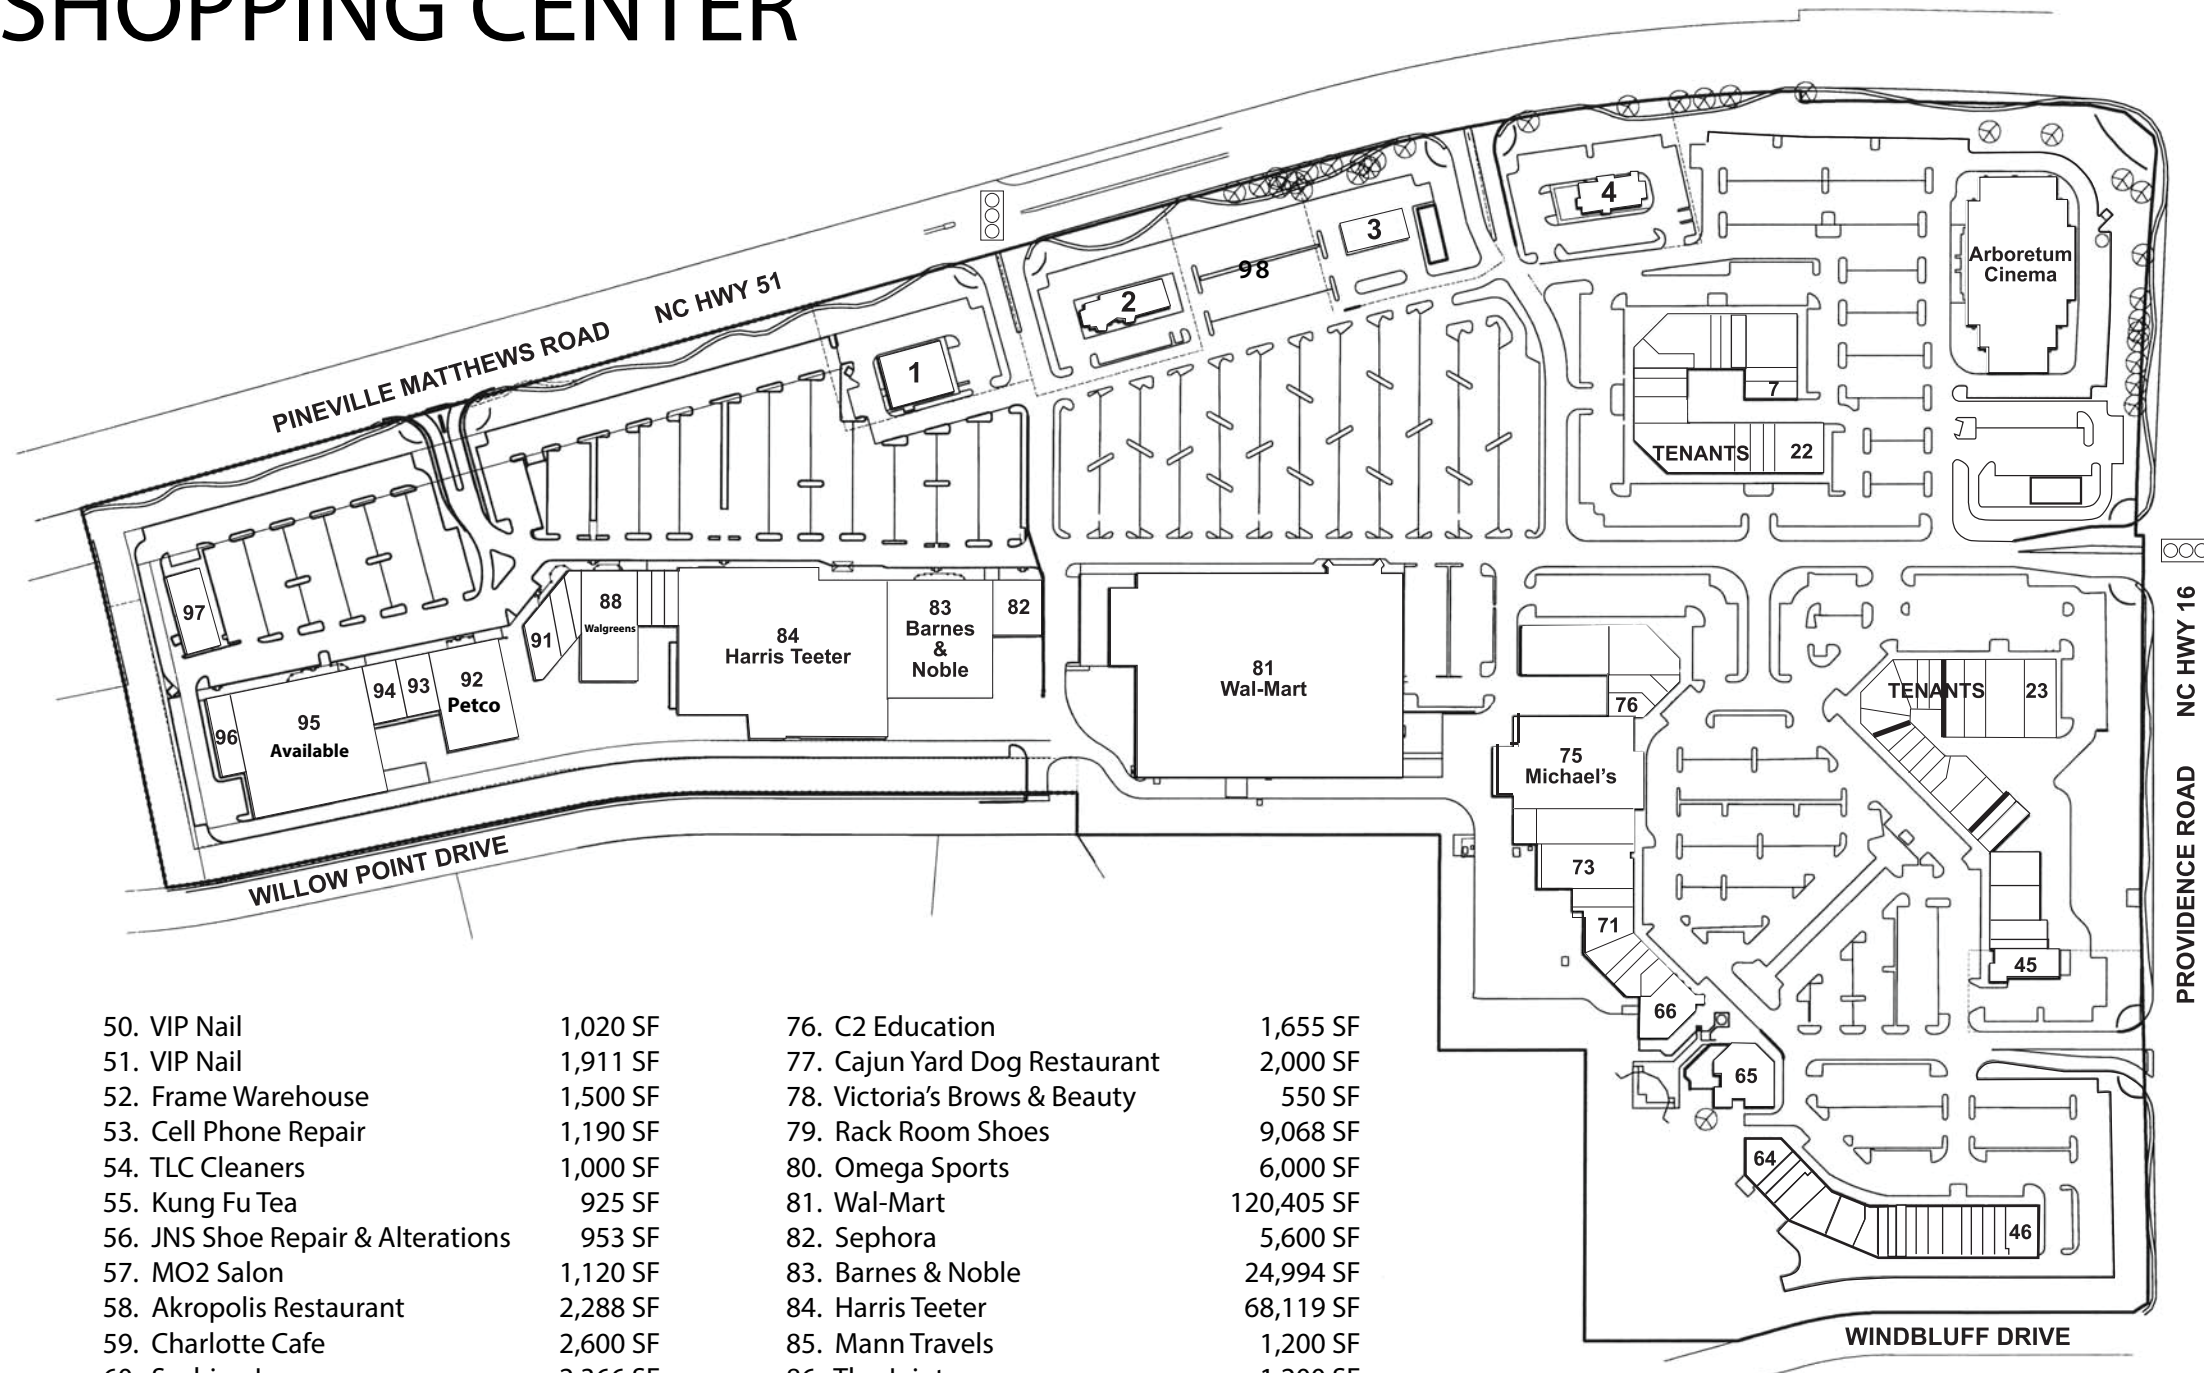 SHOPPING CENTER
PINEVILLE MATTHEWS ROAD NC HWY 51
4
3
98
2
1
Arboretum
Cinema
7
TENANTS 22
97
91
88
Walgreens
84
Harris Teeter
83
Barnes
&
Noble
82
81
Wal-Mart
96
95
Available
94
93
92
Petco
76
75
Michael's
73
71
66
65
64
46
45
TENANTS 23
NC HWY 16
PROVIDENCE ROAD
WILLOW POINT DRIVE
WINDBLUFF DRIVE
50. VIP Nail 1,020 SF
51. VIP Nail 1,911 SF
52. Frame Warehouse 1,500 SF
53. Cell Phone Repair 1,190 SF
54. TLC Cleaners 1,000 SF
55. Kung Fu Tea 925 SF
56. JNS Shoe Repair & Alterations 953 SF
57. MO2 Salon 1,120 SF
58. Akropolis Restaurant 2,288 SF
59. Charlotte Cafe 2,600 SF
76. C2 Education 1,655 SF
77. Cajun Yard Dog Restaurant 2,000 SF
78. Victoria's Brows & Beauty 550 SF
79. Rack Room Shoes 9,068 SF
80. Omega Sports 6,000 SF
81. Wal-Mart 120,405 SF
82. Sephora 5,600 SF
83. Barnes & Noble 24,994 SF
84. Harris Teeter 68,119 SF
85. Mann Travels 1,200 SF